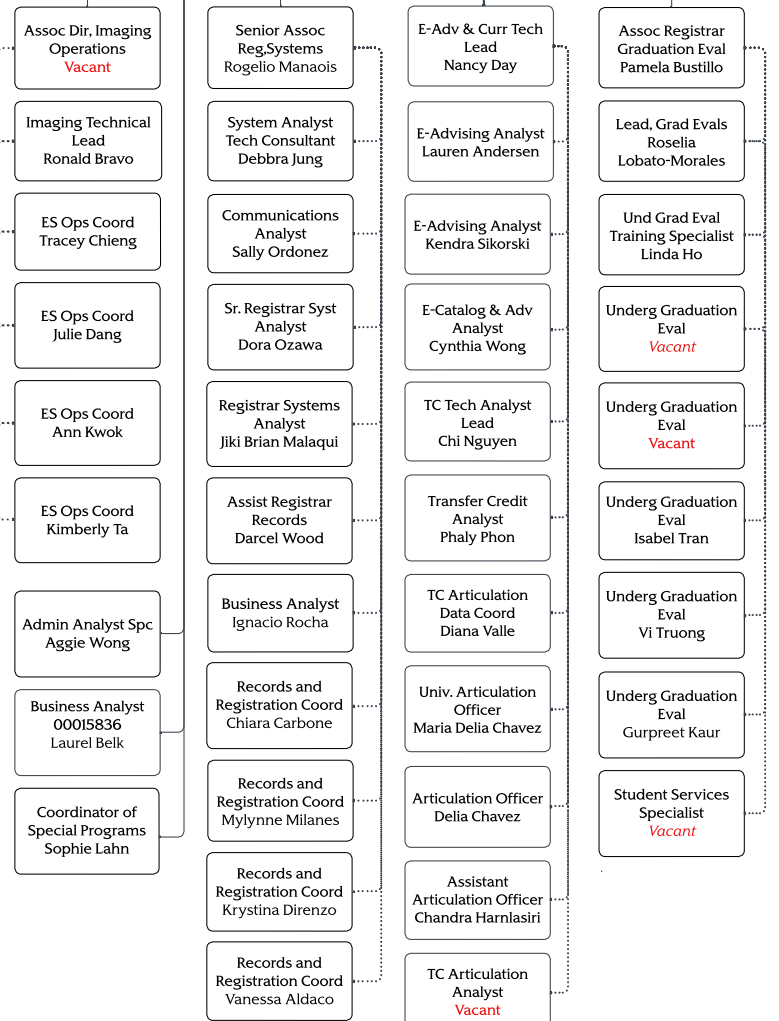 Assoc Dir, Imaging
Operations
Vacant
Imaging Technical
Lead
Ronald Bravo
ES Ops Coord
Tracey Chieng
ES Ops Coord
Julie Dang
ES Ops Coord
Ann Kwok
ES Ops Coord
Kimberly Ta
Admin Analyst Spc
Aggie Wong
Business Analyst
00015836
Laurel Belk
Coordinator of
Special Programs
Sophie Lahn
Senior Assoc
Reg,Systems
Rogelio Manaois
System Analyst
Tech Consultant
Debbra Jung
Communications
Analyst
Sally Ordonez
Sr. Registrar Syst
Analyst
Dora Ozawa
Registrar Systems
Analyst
Jiki Brian Malaqui
Assist Registrar
Records
Darcel Wood
Business Analyst
Ignacio Rocha
Records and
Registration Coord
Chiara Carbone
Records and
Registration Coord
Mylynne Milanes
Records and
Registration Coord
Krystina Direnzo
Records and
Registration Coord
Vanessa Aldaco
E-Adv & Curr Tech
Lead
Nancy Day
E-Advising Analyst
Lauren Andersen
E-Advising Analyst
Kendra Sikorski
E-Catalog & Adv
Analyst
Cynthia Wong
TC Tech Analyst
Lead
Chi Nguyen
Transfer Credit
Analyst
Phaly Phon
TC Articulation
Data Coord
Diana Valle
Univ. Articulation
Officer
Maria Delia Chavez
Articulation Officer
Delia Chavez
Assistant
Articulation Officer
Chandra Harnlasiri
TC Articulation
Analyst
Vacant
Assoc Registrar
Graduation Eval
Pamela Bustillo
Lead, Grad Evals
Roselia
Lobato-Morales
Und Grad Eval
Training Specialist
Linda Ho
Underg Graduation
Eval
Vacant
Underg Graduation
Eval
Vacant
Underg Graduation
Eval
Isabel Tran
Underg Graduation
Eval
Vi Truong
Underg Graduation
Eval
Gurpreet Kaur
Student Services
Specialist
Vacant